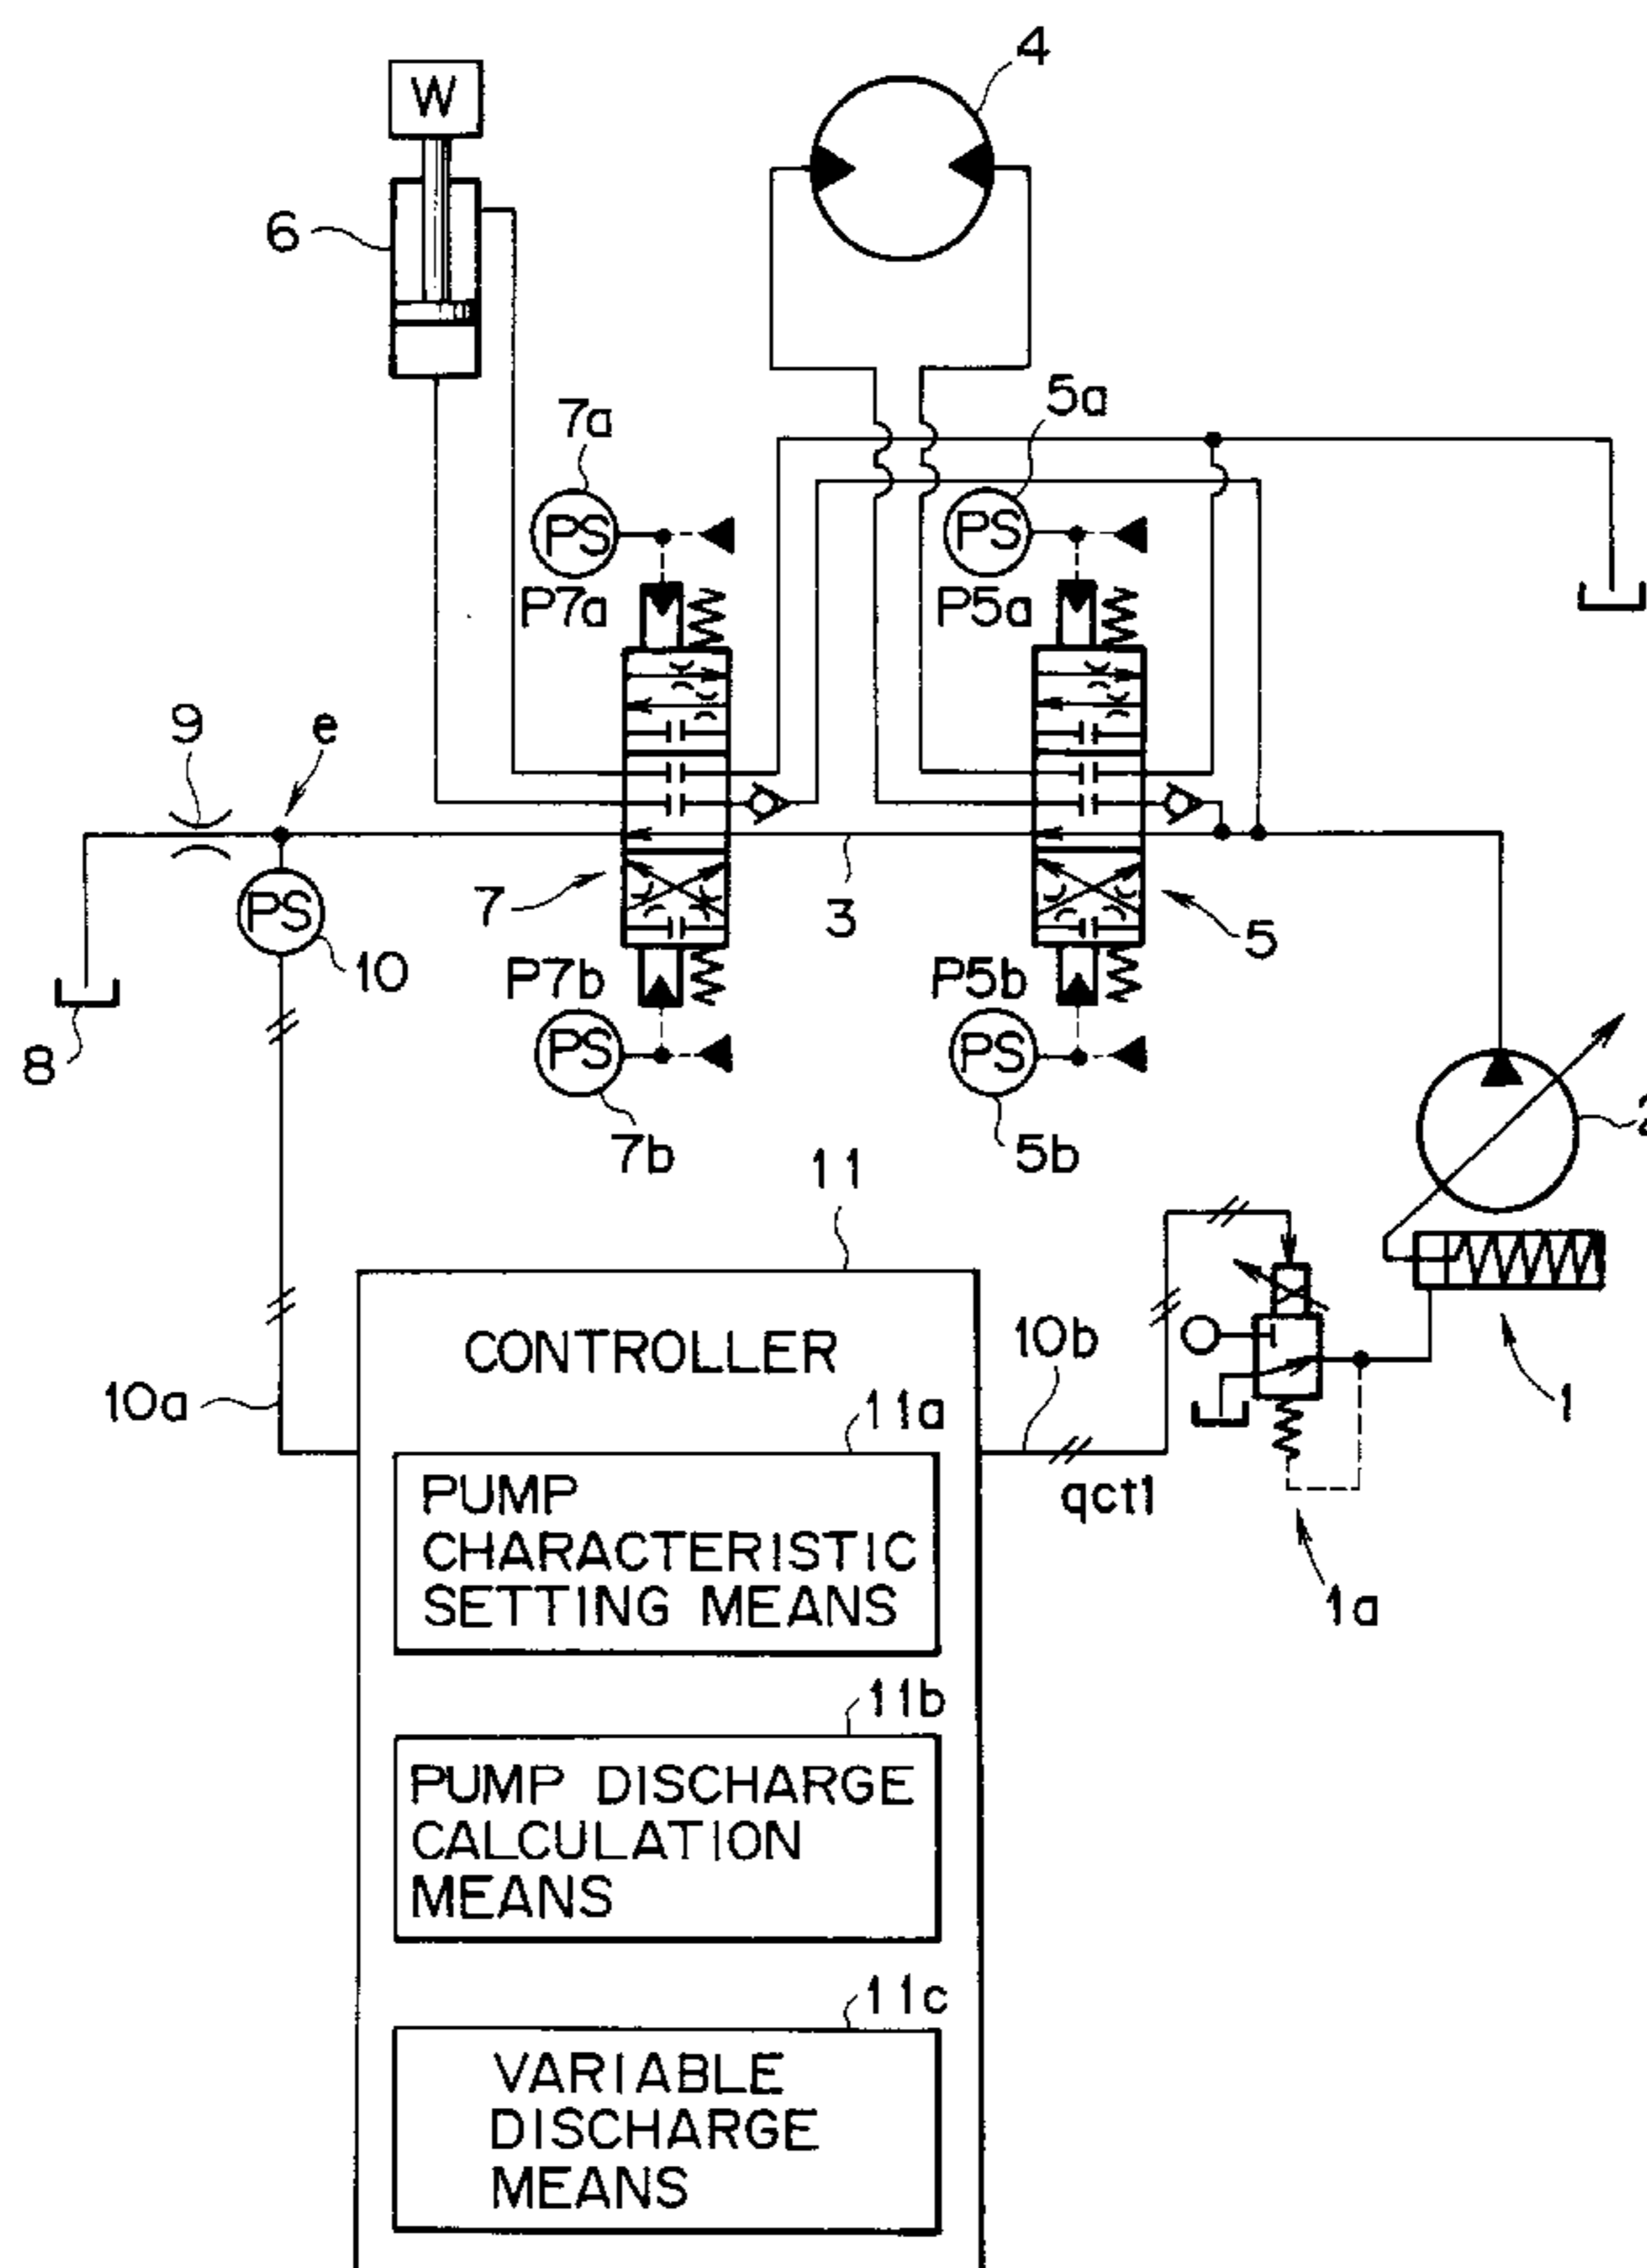 W
4
6
7a
5a
PS
PS
P7a
P5a
9
e
PS
7
3
5
10
P7b
P5b
8
PS
PS
2
7b
5b
11
CONTROLLER
10b
10a
11a
1
PUMP
CHARACTERISTIC
SETTING MEANS
qct1
1a
11b
PUMP DISCHARGE
CALCULATION
MEANS
11c
VARIABLE
DISCHARGE
MEANS